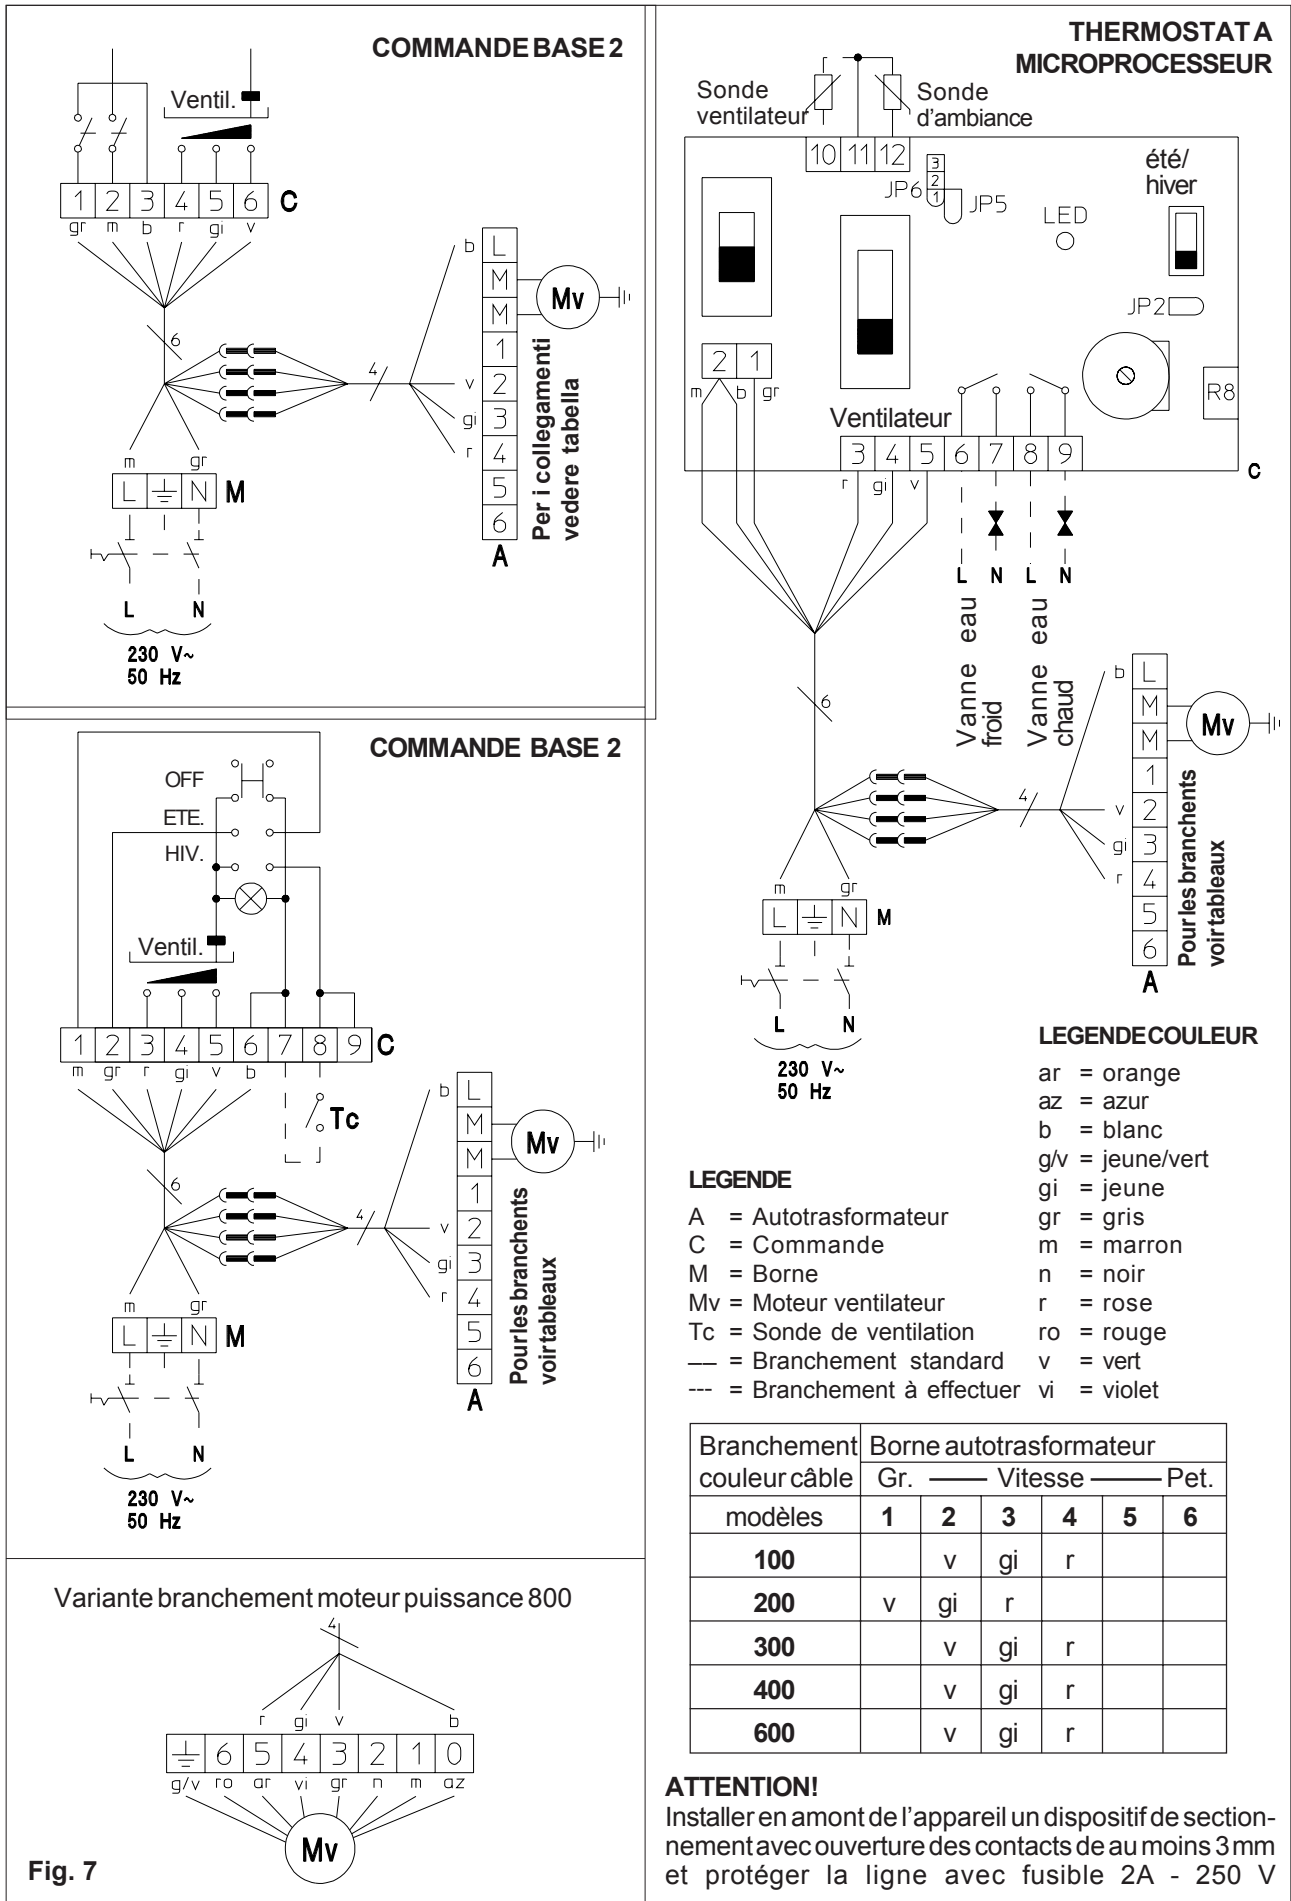 COMMANDE BASE 2
Ventil.
1 2 3 4 5 6 C
gr m b r gi v
6
4
b
v
gi
r
L
M
M
1
2
3
4
5
6
A
Mv
Per i collegamenti
vedere tabella
m gr
L N M
L N
230 V~
50 Hz
COMMANDE BASE 2
OFF
ETE.
HIV.
Ventil.
1 2 3 4 5 6 7 8 9 C
m gr r gi v b
Tc
6
4
b
v
gi
r
L
M
M
1
2
3
4
5
6
A
Mv
Pour les branchents
voir tableaux
m gr
L N M
L N
230 V~
50 Hz
Variante branchement moteur puissance 800
4
r gi v b
6 5 4 3 2 1 0
g/v ro ar vi gr n m az
Mv
Fig. 7
THERMOSTAT A
MICROPROCESSEUR
Sonde
ventilateur
Sonde
d'ambiance
10 11 12
3
2
1
JP6
JP5
LED
été/
hiver
JP2
R8
2 1
m b gr
Ventilateur
3 4 5 6 7 8 9
C
r gi v
L N L N
Vanne eau
froid
Vanne eau
chaud
6
4
b
v
gi
r
L
M
M
1
2
3
4
5
6
A
Mv
Pour les branchents
voir tableaux
m gr
L N M
L N
230 V~
50 Hz
LEGENDE COULEUR
ar = orange
az = azur
b = blanc
g/v = jeune/vert
gi = jeune
gr = gris
m = marron
n = noir
r = rose
ro = rouge
v = vert
vi = violet
LEGENDE
A = Autotrasformateur
C = Commande
M = Borne
Mv = Moteur ventilateur
Tc = Sonde de ventilation
— = Branchement standard
--- = Branchement à effectuer
Branchement Borne autotrasformateur
couleur câble Gr. —— Vitesse —— Pet.
modèles 1 2 3 4 5 6
100 v gi r
200 v gi r
300 v gi r
400 v gi r
600 v gi r
ATTENTION!
Installer en amont de l'appareil un dispositif de section-
nement avec ouverture des contacts de au moins 3 mm
et protéger la ligne avec fusible 2A - 250 V